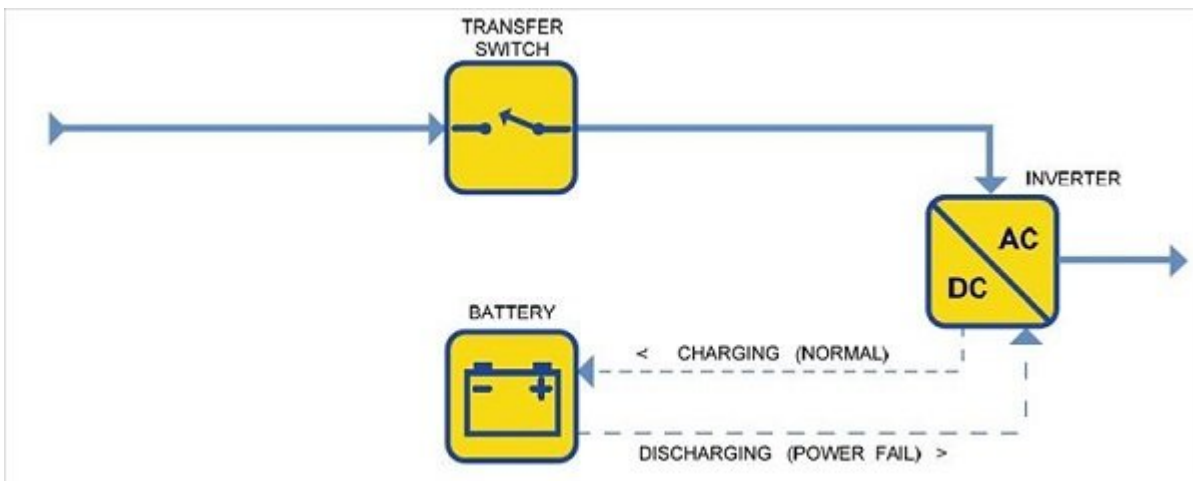 TRANSFER
SWITCH
INVERTER
AC
DC
BATTERY
- +
< CHARGING (NORMAL)
DISCHARGING (POWER FAIL) >